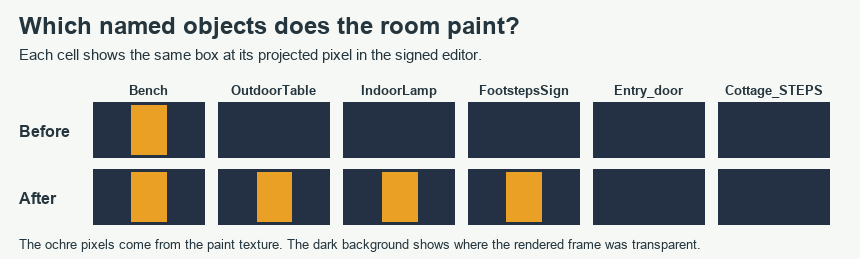 Which named objects does the room paint?
Each cell shows the same box at its projected pixel in the signed editor.
Bench OutdoorTable IndoorLamp FootstepsSign Entry_door Cottage_STEPS
Before
After
The ochre pixels come from the paint texture. The dark background shows where the rendered frame was transparent.